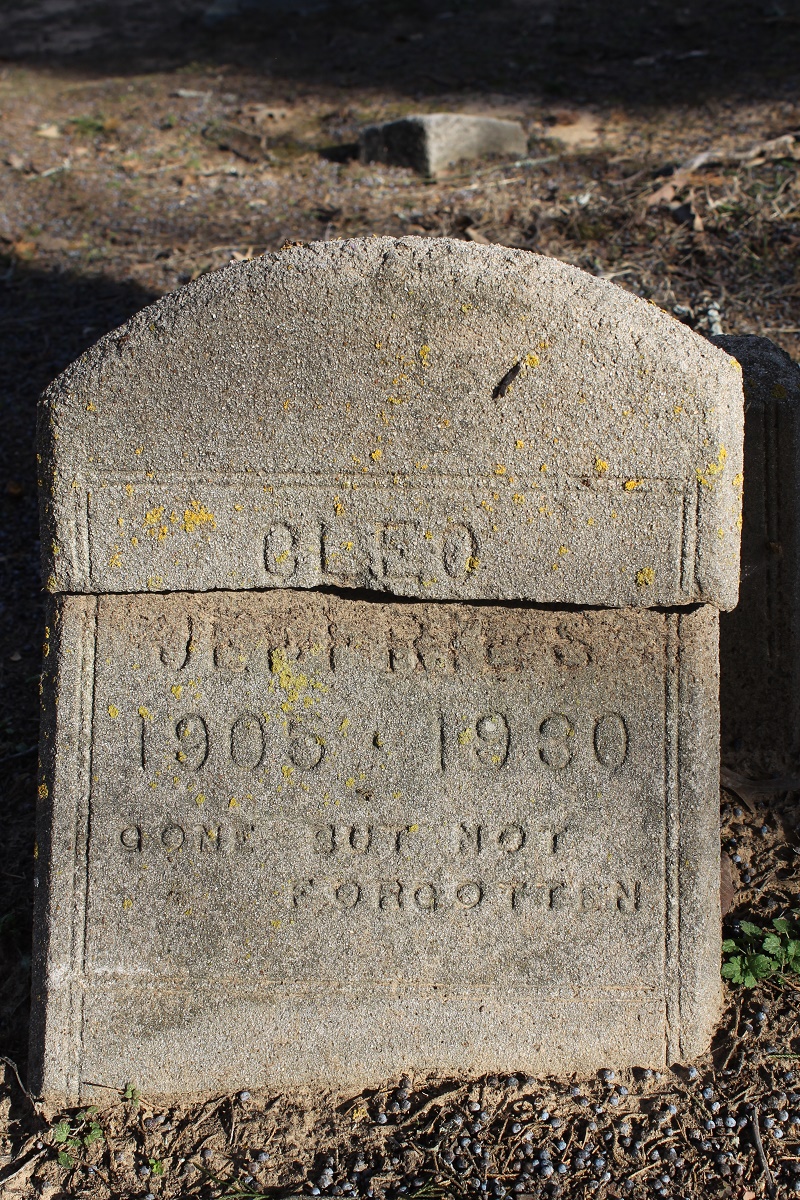 CLEO
JEFFRIES
1905 • 1930
GONE BUT NOT
FORGOTTEN